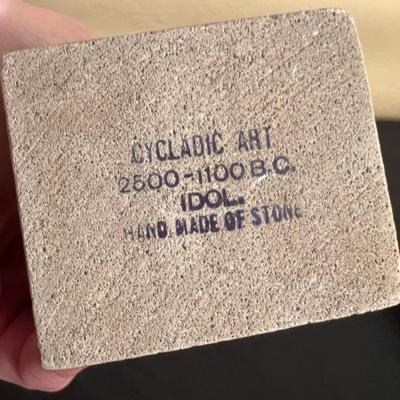 CYCLADIC ART
2500-1100 B.C.
IDOL.
HAND MADE OF STONE